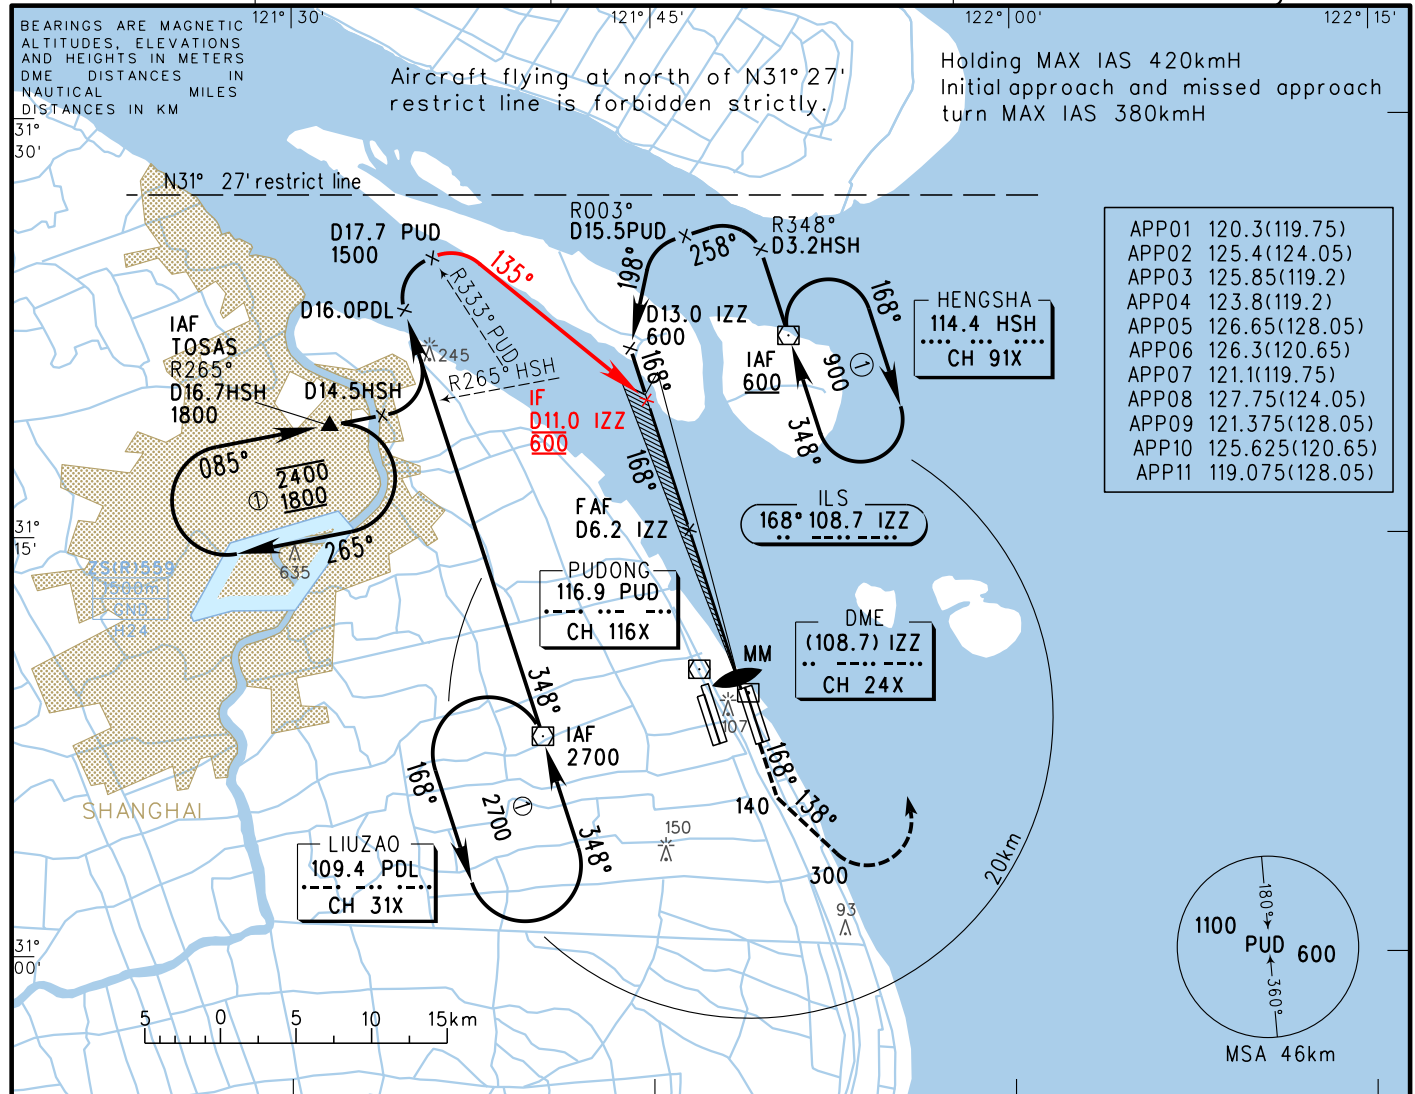 121° 30'
121° 45'
122° 00'
122° 15'
BEARINGS ARE MAGNETIC
ALTITUDES, ELEVATIONS
AND HEIGHTS IN METERS
DME DISTANCES IN
NAUTICAL MILES
DISTANCES IN KM
Aircraft flying at north of N31° 27'
restrict line is forbidden strictly.
Holding MAX IAS 420kmH
Initial approach and missed approach
turn MAX IAS 380kmH
31°
30'
N31° 27' restrict line
APP01 120.3(119.75)
APP02 125.4(124.05)
APP03 125.85(119.2)
APP04 123.8(119.2)
APP05 126.65(128.05)
APP06 126.3(120.65)
APP07 121.1(119.75)
APP08 127.75(124.05)
APP09 121.375(128.05)
APP10 125.625(120.65)
APP11 119.075(128.05)
D17.7 PUD
1500
135°
R003°
D15.5PUD
258°
R348°
D3.2HSH
198°
D16.0PDL
R333° PUD
R265° HSH
245
D13.0 IZZ
600
168°
IAF
600
900
①
168°
348°
HENGSHA
114.4 HSH
CH 91X
IAF
TOSAS
R265°
D16.7HSH
1800
D14.5HSH
085°
2400
① 1800
265°
IF
D11.0 IZZ
600
168°
FAF
D6.2 IZZ
ILS
168° 108.7 IZZ
31°
15'
635
ZS(R)559
1500m
GND
H24
PUDONG
116.9 PUD
CH 116X
DME
(108.7) IZZ
CH 24X
MM
107
348°
IAF
2700
168°
2700
①
348°
168°
138°
140
300
150
93
20km
SHANGHAI
LIUZAO
109.4 PDL
CH 31X
31°
00'
5 0 5 10 15km
180°
1100
PUD
600
360°
MSA 46km